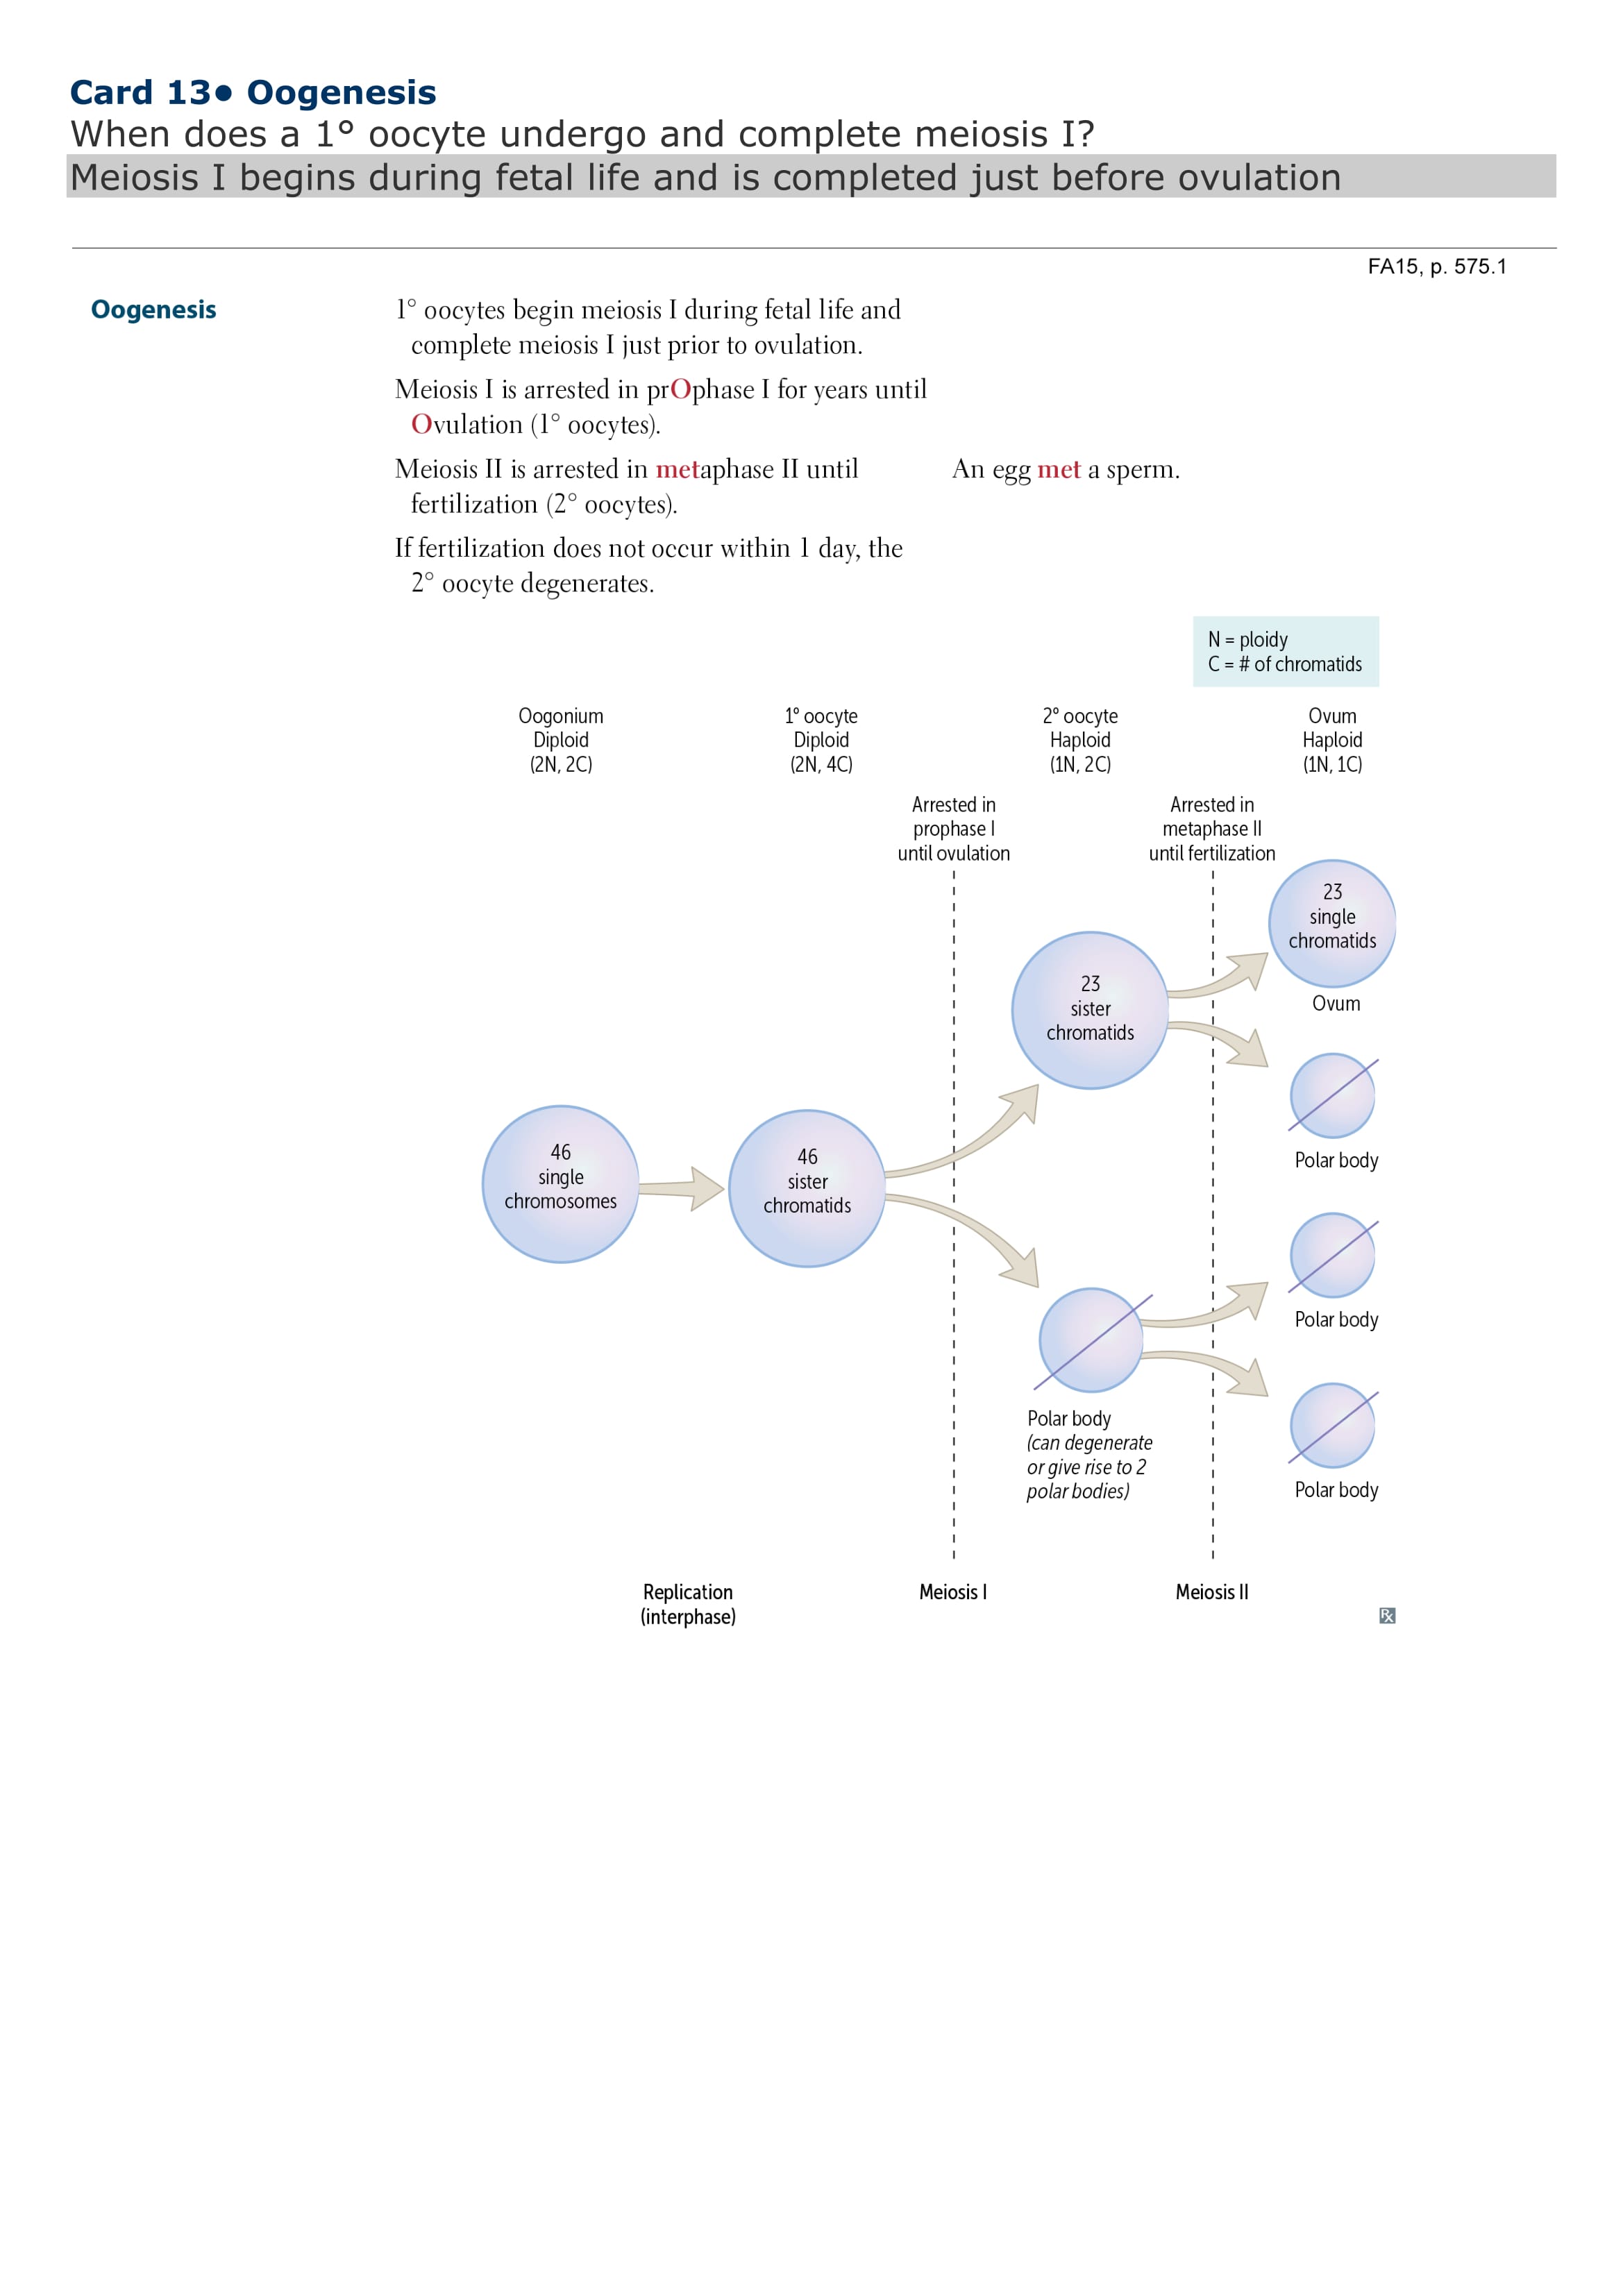 Card 13● Oogenesis
When does a 1° oocyte undergo and complete meiosis I?
Meiosis I begins during fetal life and is completed just before ovulation
FA15, p. 575.1
Oogenesis
1° oocytes begin meiosis I during fetal life and
complete meiosis I just prior to ovulation.
Meiosis I is arrested in prOphase I for years until
Ovulation (1° oocytes).
Meiosis II is arrested in metaphase II until
fertilization (2° oocytes).
An egg met a sperm.
If fertilization does not occur within 1 day, the
2° oocyte degenerates.
N = ploidy
C = # of chromatids
Oogonium
Diploid
(2N, 2C)
1° oocyte
Diploid
(2N, 4C)
2° oocyte
Haploid
(1N, 2C)
Ovum
Haploid
(1N, 1C)
Arrested in
prophase I
until ovulation
Arrested in
metaphase II
until fertilization
46
single
chromosomes
46
sister
chromatids
23
sister
chromatids
23
single
chromatids
Ovum
Polar body
Polar body
Polar body
Polar body
(can degenerate
or give rise to 2
polar bodies)
Replication
(interphase)
Meiosis I
Meiosis II
Rx